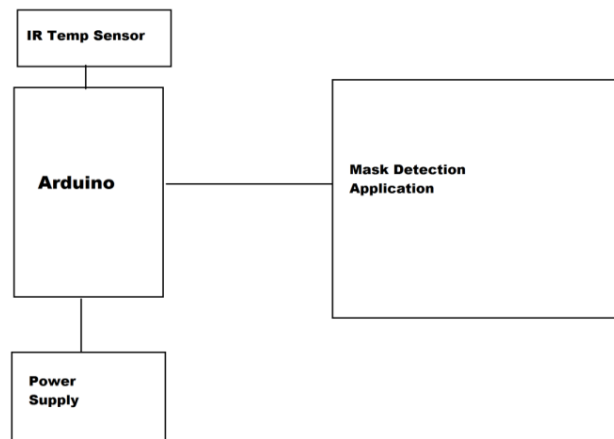 IR Temp Sensor
Arduino
Mask Detection
Application
Power
Supply